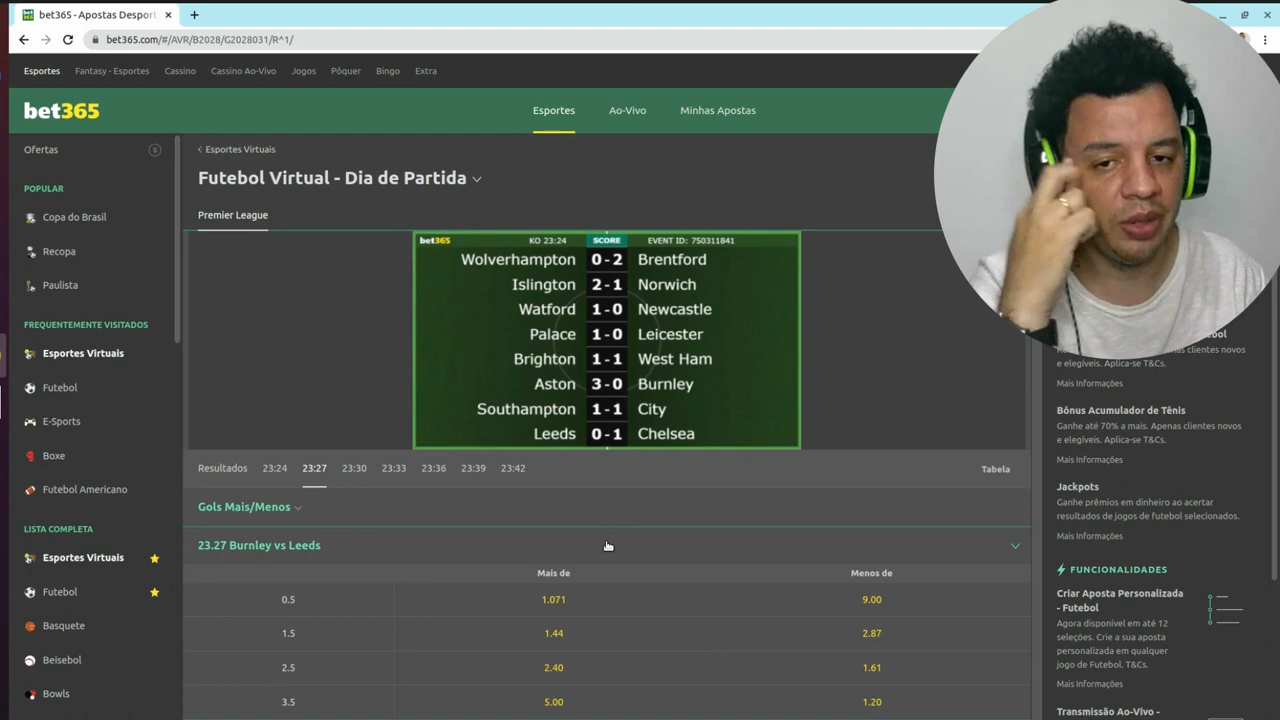 bet365 - Apostas Desport
bet365.com/#/AVR/B2028/G2028031/R^1/
Esportes Fantasy - Esportes Cassino Cassino Ao-Vivo Jogos Pôquer Bingo Extra
bet365
Esportes Ao-Vivo Minhas Apostas
Ofertas 5
POPULAR
Copa do Brasil
Recopa
Paulista
FREQUENTEMENTE VISITADOS
Esportes Virtuais
Futebol
E-Sports
Boxe
Futebol Americano
LISTA COMPLETA
Esportes Virtuais
Futebol
Basquete
Beisebol
Bowls
Esportes Virtuais
Futebol Virtual - Dia de Partida
Premier League
bet365 KO 23:24 SCORE EVENT ID: 750311841
Wolverhampton 0 - 2 Brentford
Islington 2 - 1 Norwich
Watford 1 - 0 Newcastle
Palace 1 - 0 Leicester
Brighton 1 - 1 West Ham
Aston 3 - 0 Burnley
Southampton 1 - 1 City
Leeds 0 - 1 Chelsea
Resultados 23:24 23:27 23:30 23:33 23:36 23:39 23:42 Tabela
Gols Mais/Menos
23.27 Burnley vs Leeds
Mais de Menos de
0.5 1.071 9.00
1.5 1.44 2.87
2.5 2.40 1.61
3.5 5.00 1.20
clientes novos
e elegíveis. Aplica-se T&Cs.
Mais Informações
Bônus Acumulador de Tênis
Ganhe até 70% a mais. Apenas clientes novos
e elegíveis. Aplica-se T&Cs.
Mais Informações
Jackpots
Ganhe prêmios em dinheiro ao acertar
resultados de jogos de futebol selecionados.
Mais Informações
FUNCIONALIDADES
Criar Aposta Personalizada
- Futebol
Agora disponível em até 12
seleções. Crie a sua aposta
personalizada em qualquer
jogo de Futebol. T&Cs.
Mais Informações
Transmissão Ao-Vivo -